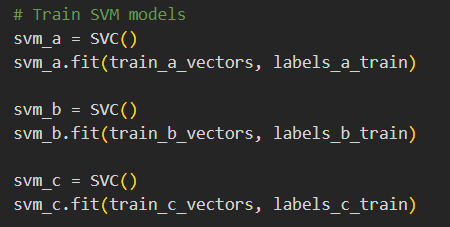 # Train SVM models
svm_a = SVC()
svm_a.fit(train_a_vectors, labels_a_train)
svm_b = SVC()
svm_b.fit(train_b_vectors, labels_b_train)
svm_c = SVC()
svm_c.fit(train_c_vectors, labels_c_train)